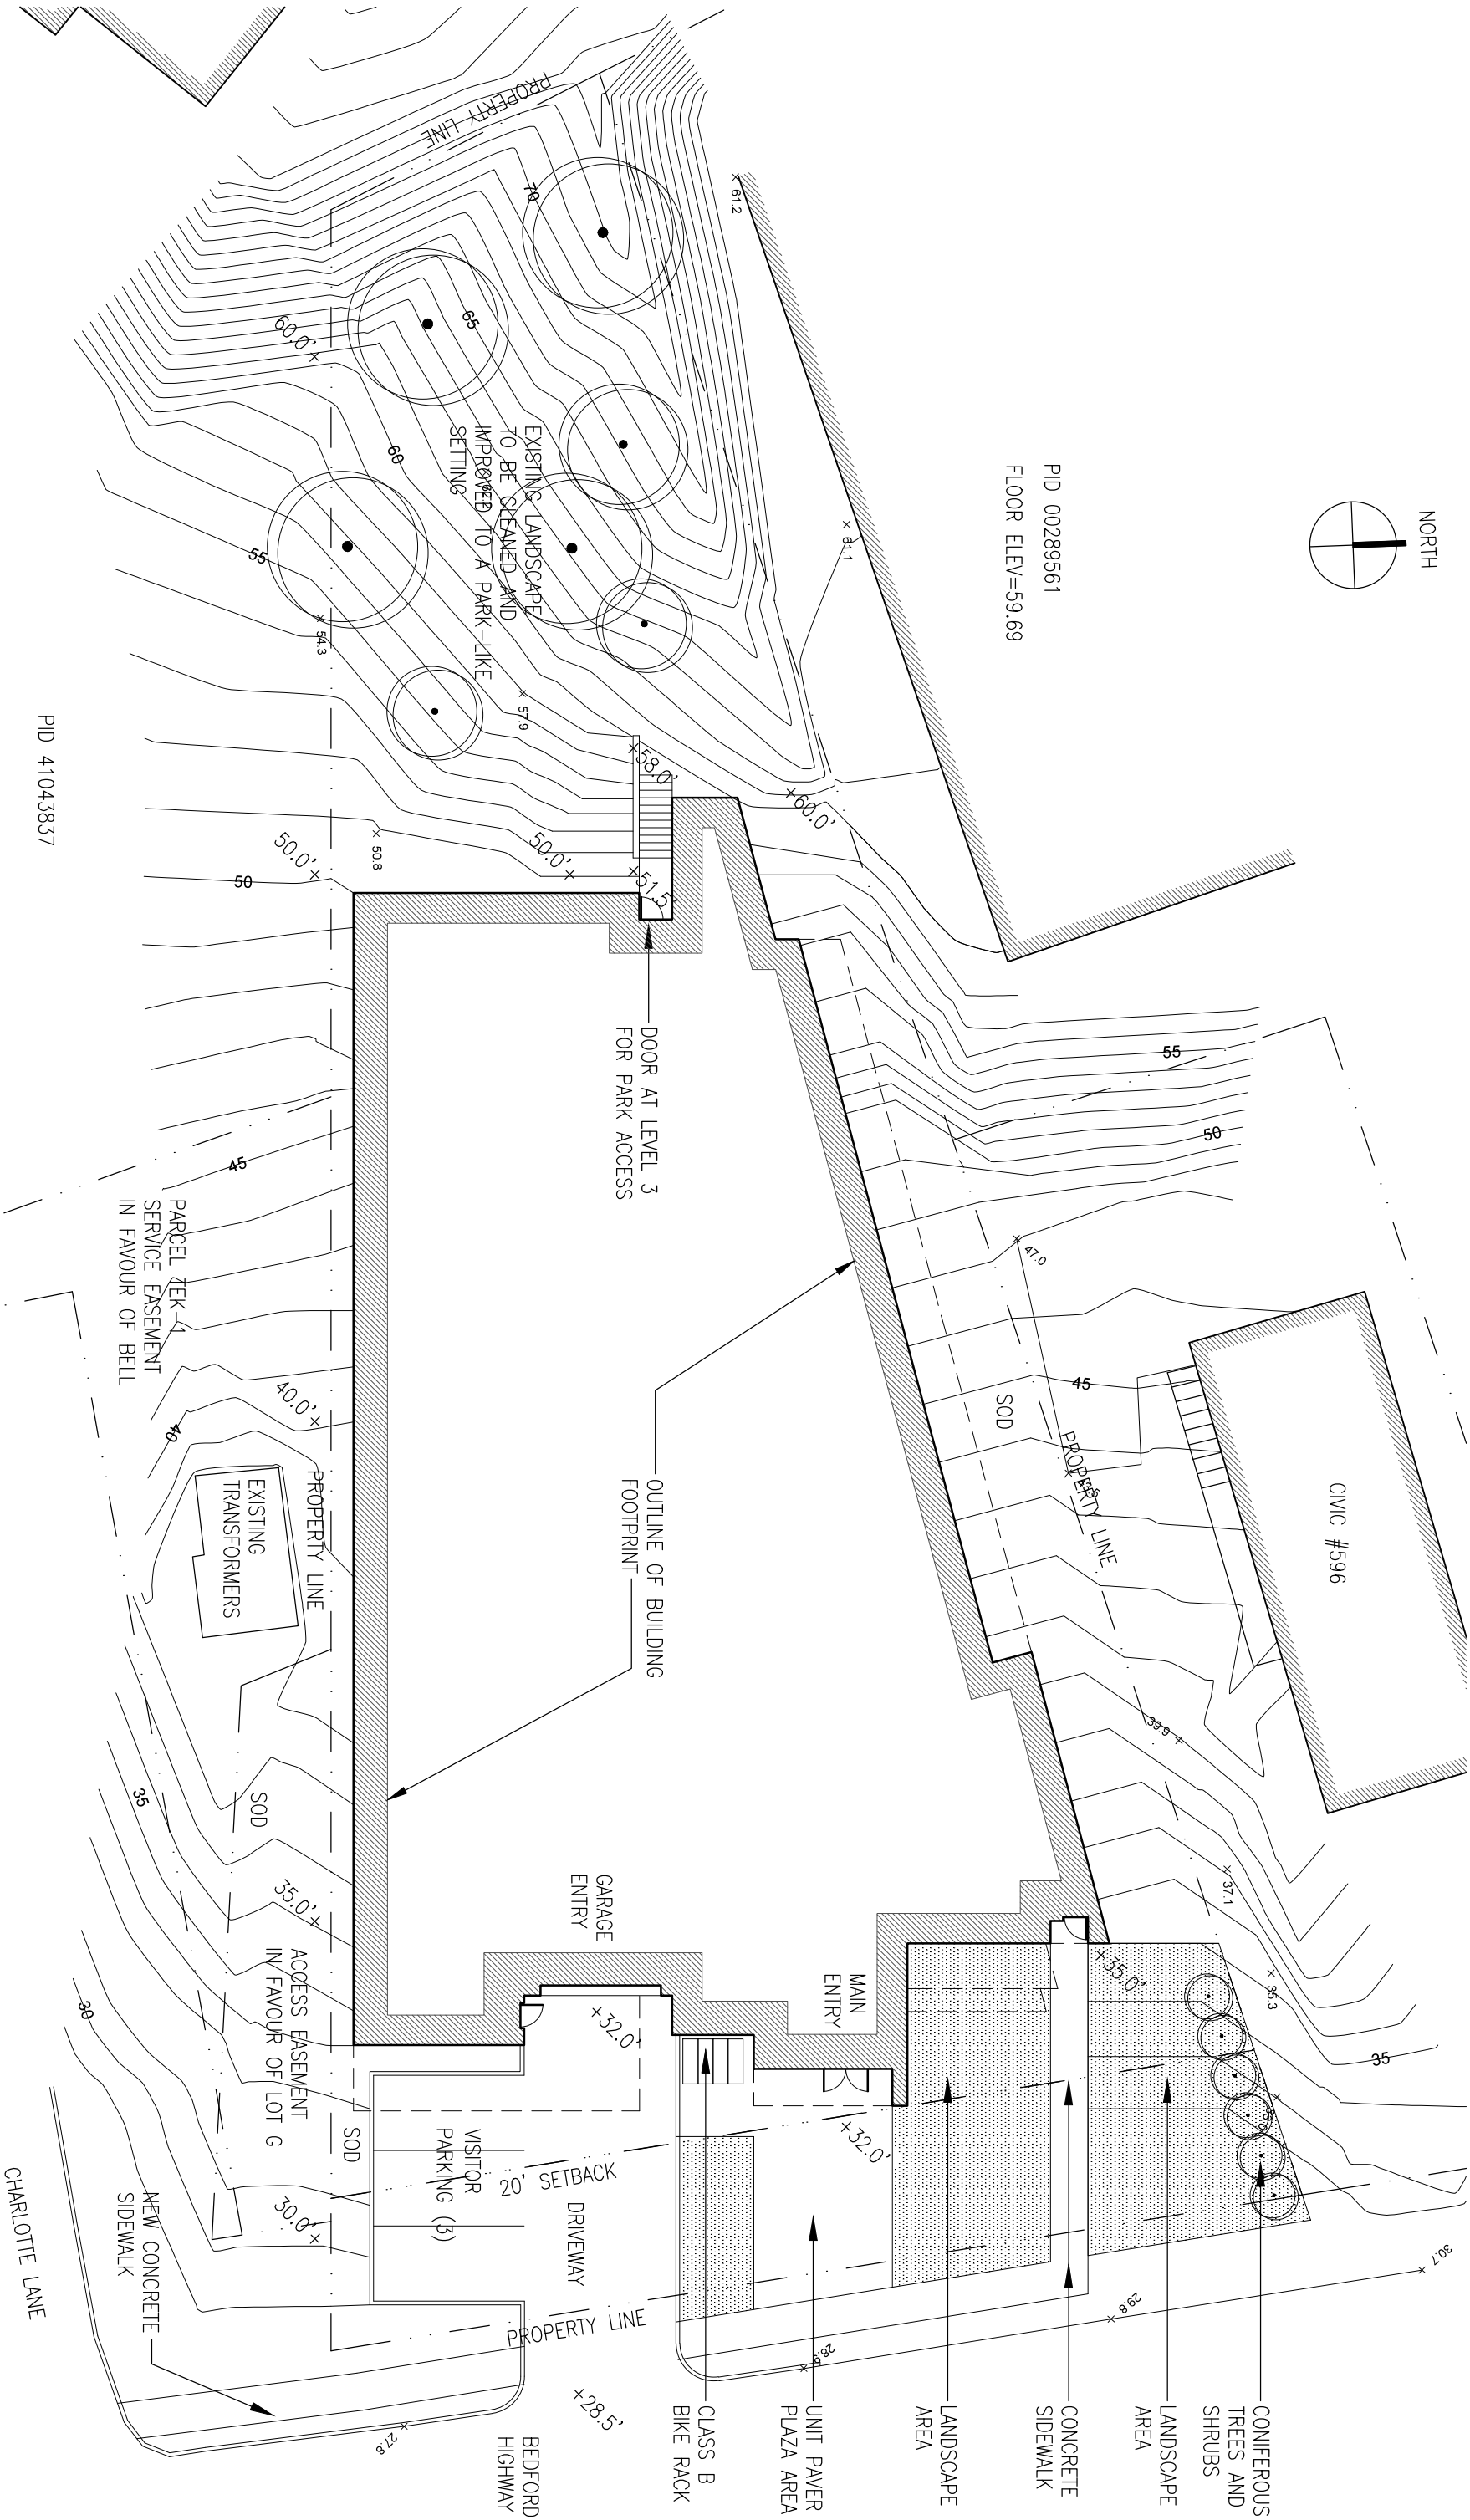 NORTH
PID 00289561
FLOOR ELEV=59.69
PROPERTY LINE
61.2
70
65
60.0'
60
EXISTING LANDSCAPE
TO BE CLEANED AND
IMPROVED TO A PARK-LIKE
SETTING
61.1
55
54.3
57.9
58.0'
60.0'
PID 41043837
50.8
50.0'
50.0'
51.5'
50
DOOR AT LEVEL 3
FOR PARK ACCESS
55
50
47.0
45
PARCEL TEK-1
SERVICE EASEMENT
IN FAVOUR OF BELL
40.0'
40
45
SOD
PROPERTY LINE
CIVIC #596
EXISTING
TRANSFORMERS
PROPERTY LINE
OUTLINE OF BUILDING
FOOTPRINT
39.9
SOD
35
35.0'
37.1
GARAGE
ENTRY
MAIN
ENTRY
35.0'
35.3
35
30
ACCESS EASEMENT
IN FAVOUR OF LOT G
+32.0'
+32.0'
SOD
VISITOR
PARKING (3)
20' SETBACK
DRIVEWAY
30.0'
PROPERTY LINE
30.7
29.8
28.9
+28.5'
27.8
NEW CONCRETE
SIDEWALK
CHARLOTTE LANE
BEDFORD
HIGHWAY
CLASS B
BIKE RACK
UNIT PAVER
PLAZA AREA
LANDSCAPE
AREA
CONCRETE
SIDEWALK
LANDSCAPE
AREA
CONIFEROUS
TREES AND
SHRUBS